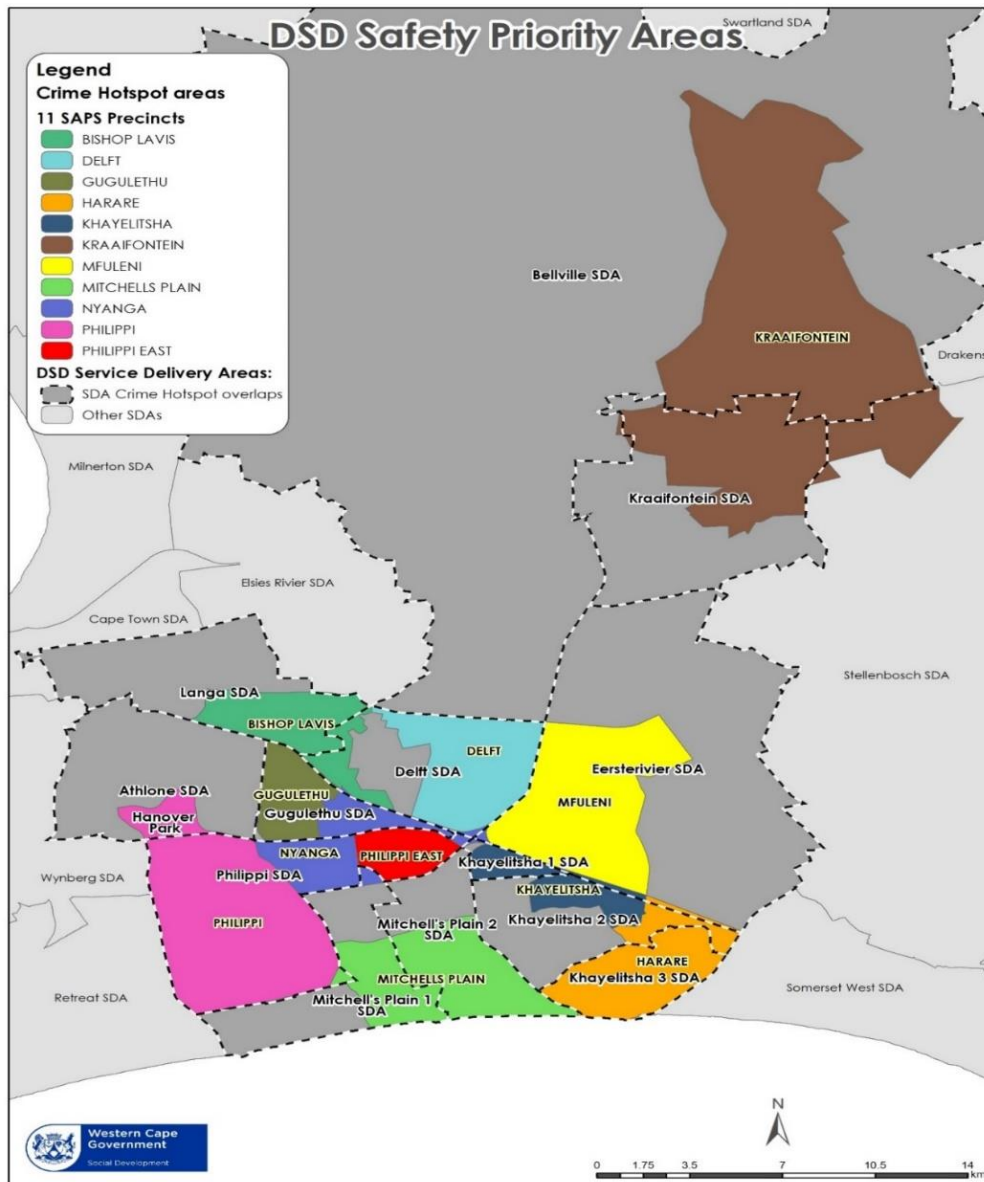 Swartland SDA
DSD Safety Priority Areas
Legend
Crime Hotspot areas
11 SAPS Precincts
BISHOP LAVIS
DELFT
GUGULETHU
HARARE
KHAYELITSHA
KRAAIFONTEIN
MFULENI
MITCHELLS PLAIN
NYANGA
PHILIPPI
PHILIPPI EAST
DSD Service Delivery Areas:
SDA Crime Hotspot overlaps
Other SDAs
Bellville SDA
KRAAIFONTEIN
Drakens
Milnerton SDA
Kraaifontein SDA
Elsies Rivier SDA
Cape Town SDA
Stellenbosch SDA
Langa SDA
BISHOP LAVIS
DELFT
Delft SDA
Eersterivier SDA
Athlone SDA
GUGULETHU
MFULENI
Hanover
Park
Gugulethu SDA
NYANGA
PHILIPPI EAST
Khayelitsha 1 SDA
Wynberg SDA
Philippi SDA
KHAYELITSHA
PHILIPPI
Mitchell's Plain 2
SDA
Khayelitsha 2 SDA
HARARE
MITCHELLS PLAIN
Khayelitsha 3 SDA
Retreat SDA
Mitchell's Plain 1
SDA
Somerset West SDA
N
Western Cape
Government
Social Development
0 1.75 3.5 7 10.5 14
km